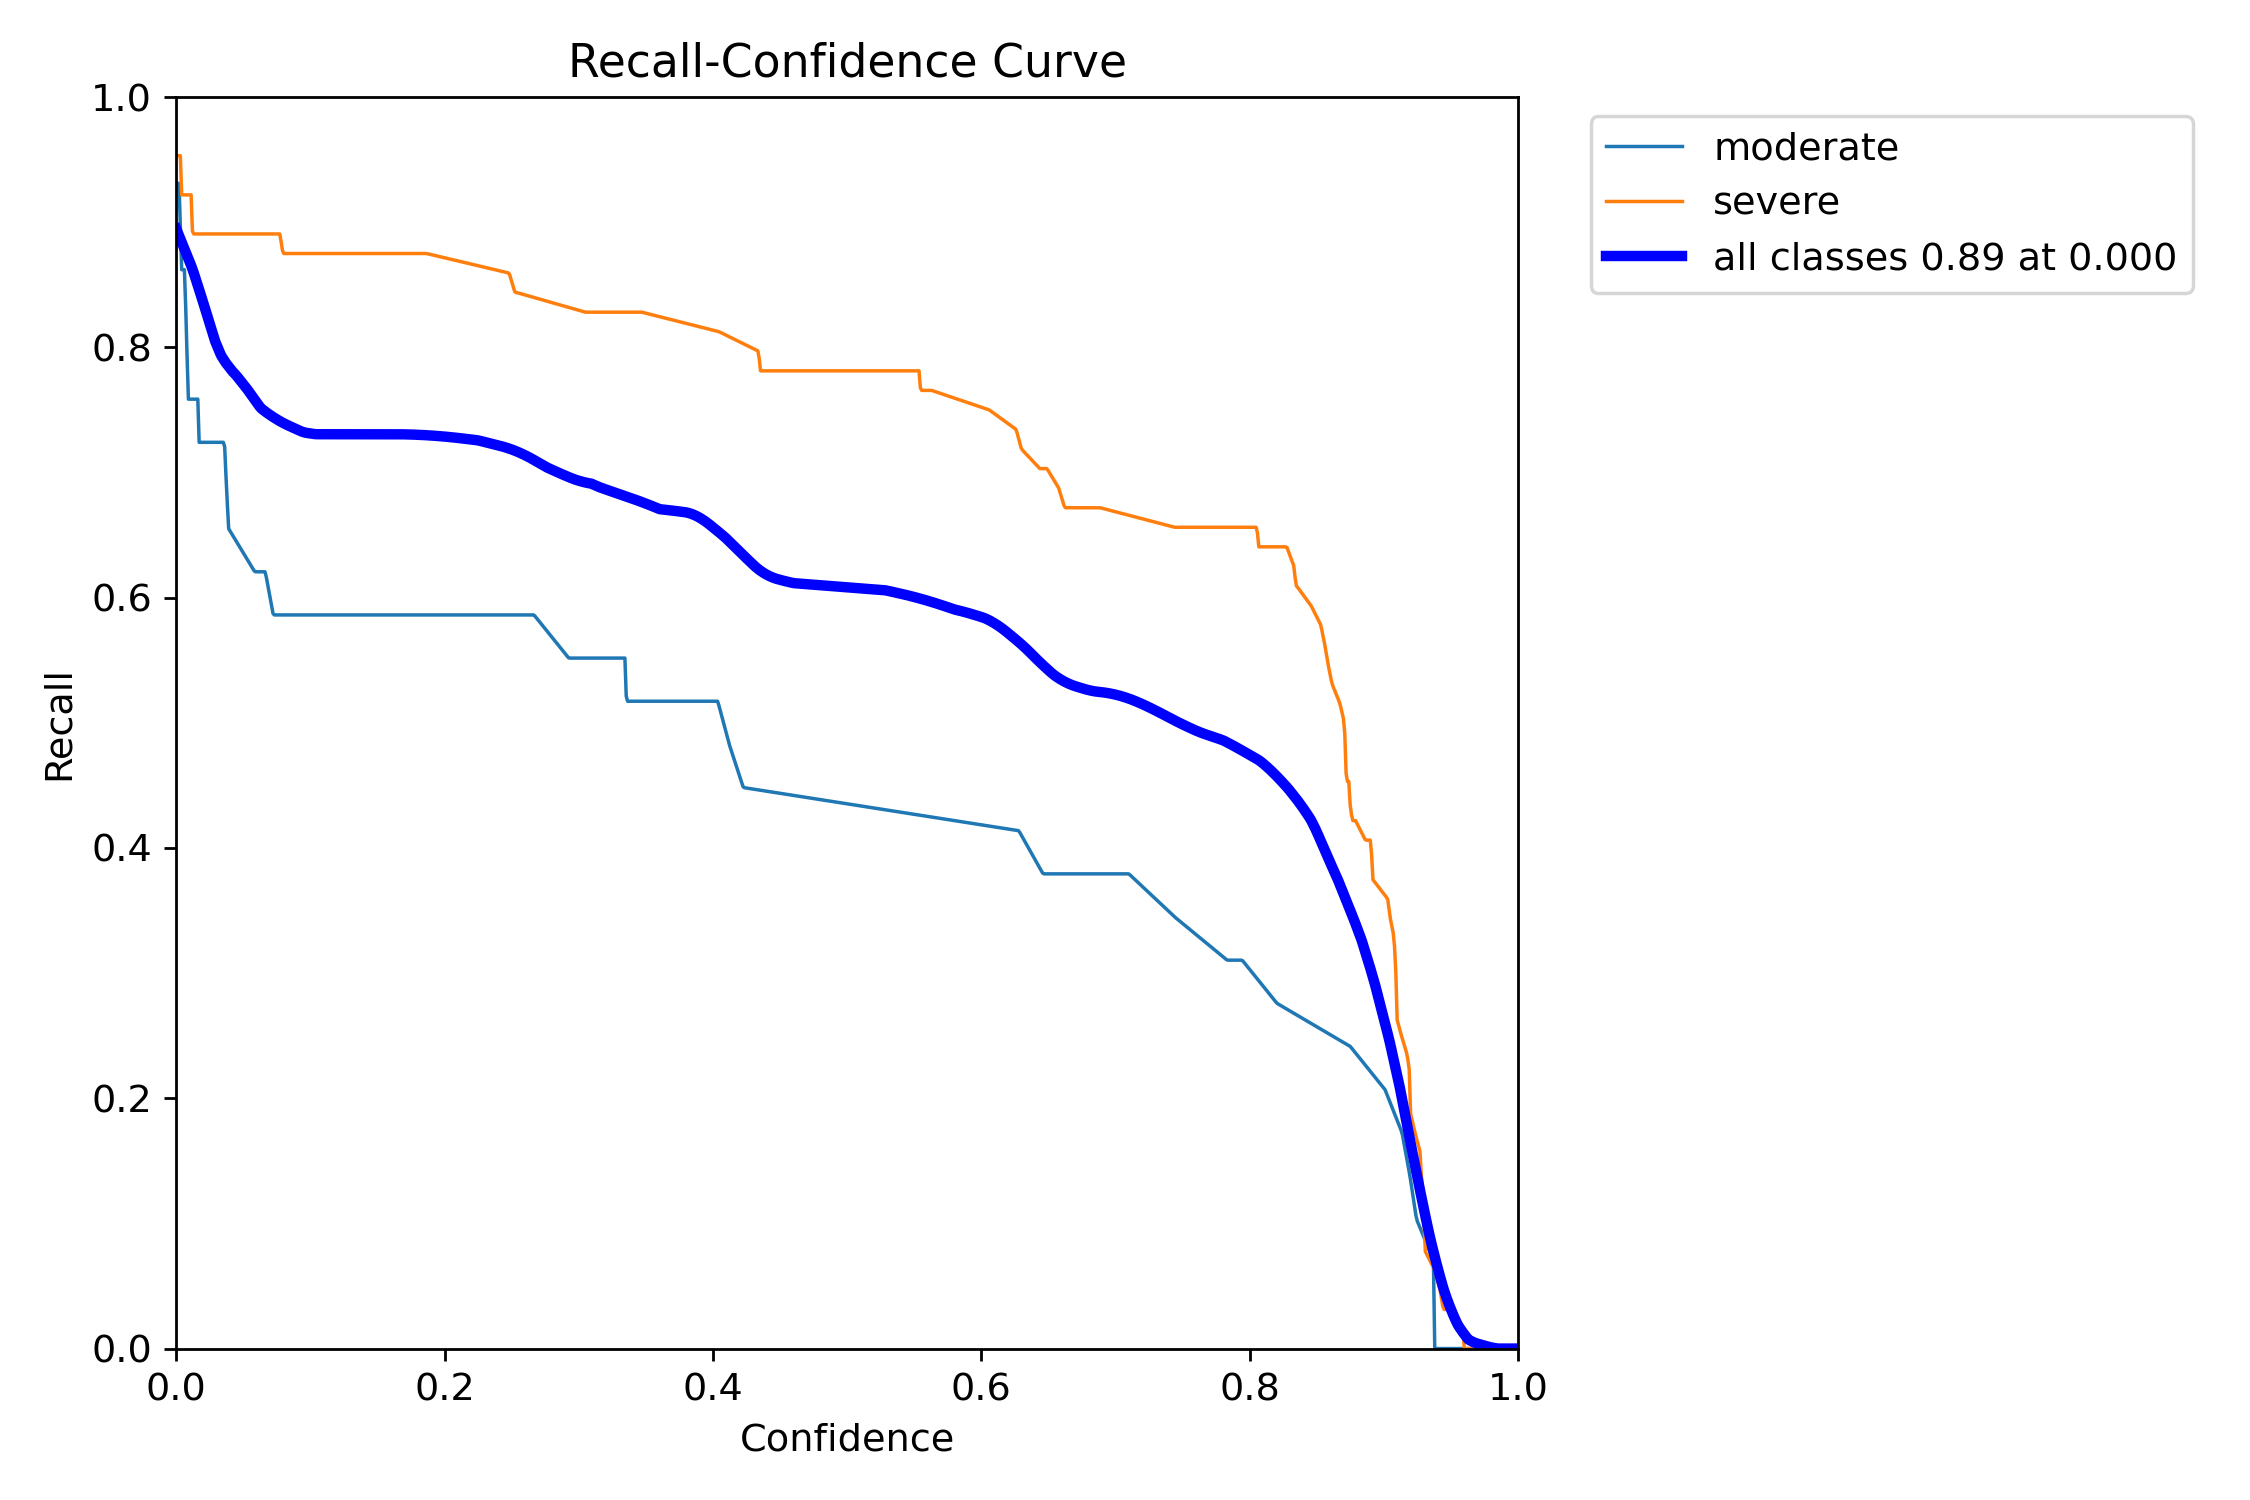 Recall-Confidence Curve
1.0
0.8
0.6
0.4
0.2
0.0
Recall
0.0 0.2 0.4 0.6 0.8 1.0
Confidence
moderate
severe
all classes 0.89 at 0.000